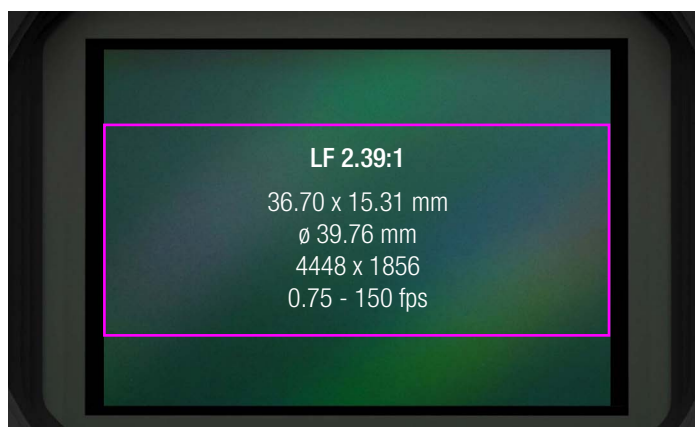 LF 2.39:1
36.70 x 15.31 mm
ø 39.76 mm
4448 x 1856
0.75 - 150 fps